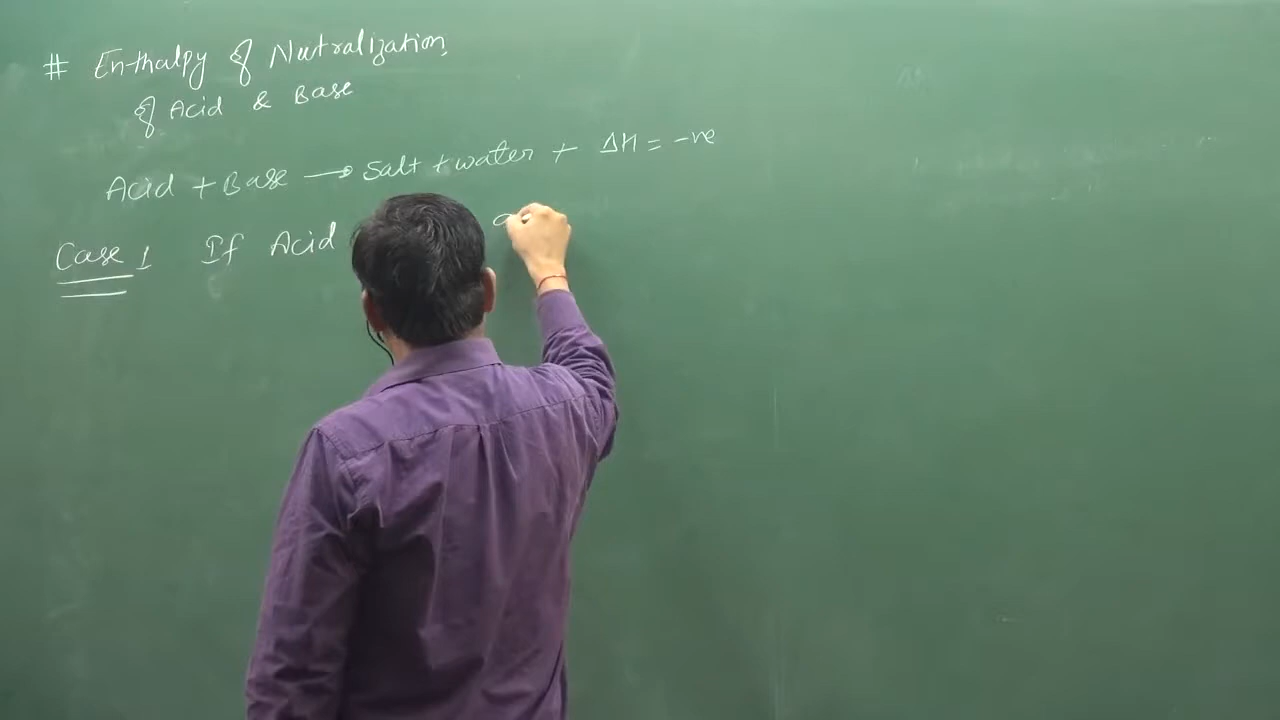 # Enthalpy of Nutralization
of Acid & Base
Acid + Base → Salt + water + ΔH = -ve
Case 1 If Acid